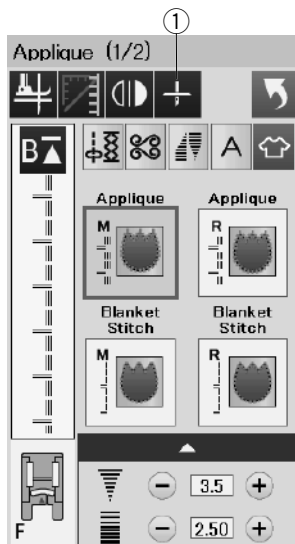 ①
Applique (1/2)
B
A
Applique Applique
M R
Blanket Stitch Blanket Stitch
M R
3.5
F
2.50